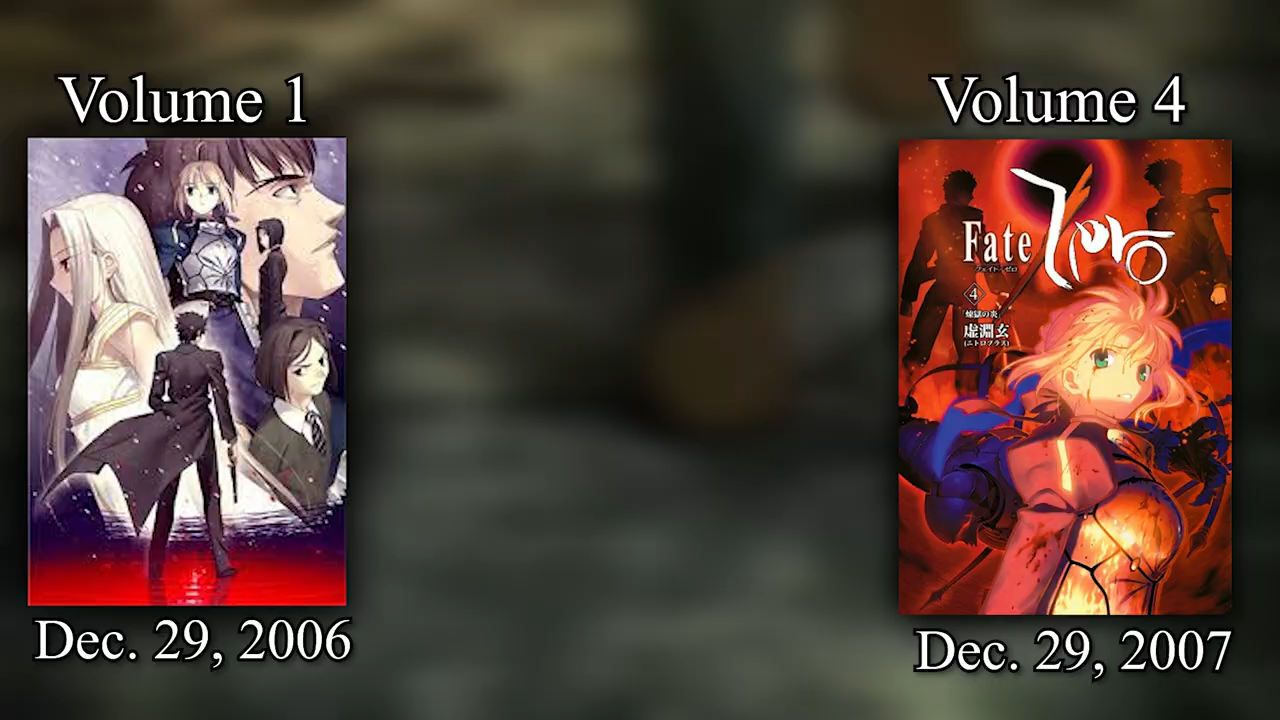 Volume 1
Volume 4
Fate Zero
フェイト/ゼロ
4
「煉獄の炎」
虚淵玄
(ニトロプラス)
Dec. 29, 2006
Dec. 29, 2007